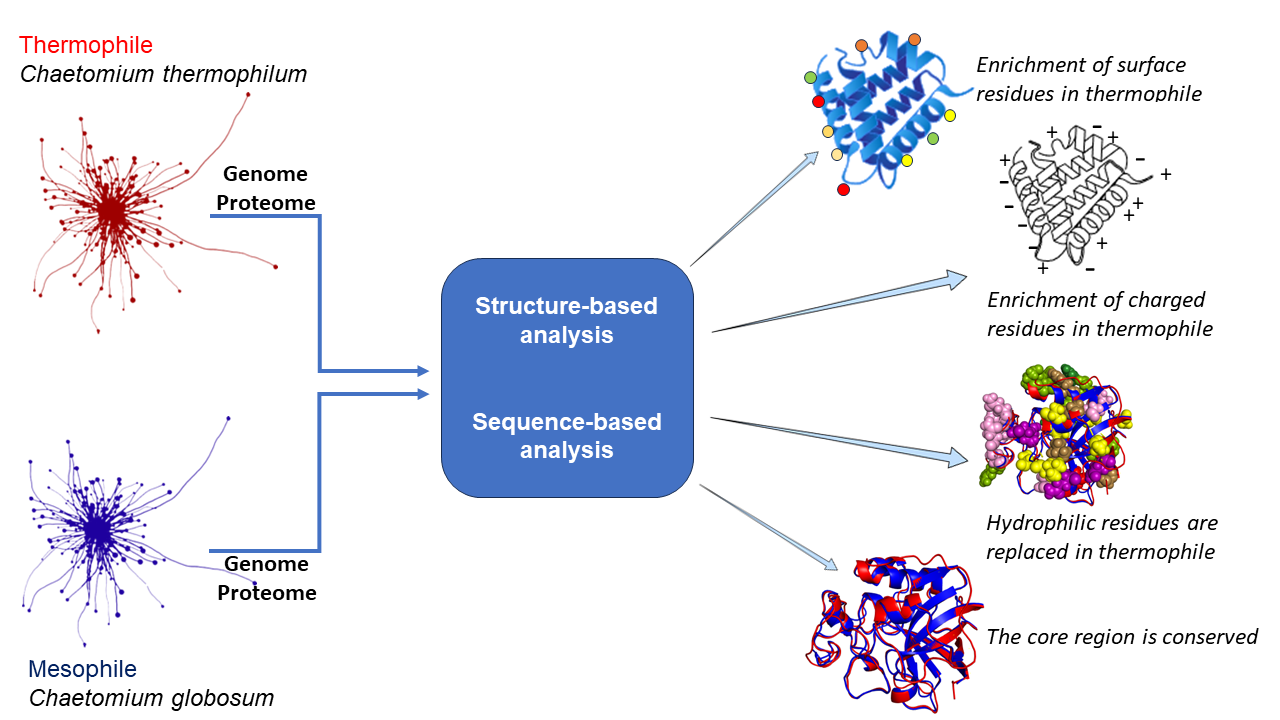 Thermophile
Chaetomium thermophilum
Genome
Proteome
Structure-based
analysis
Sequence-based
analysis
Genome
Proteome
Mesophile
Chaetomium globosum
Enrichment of surface
residues in thermophile
+ - +
+ -
- +
- +
- +
- +
+ -
Enrichment of charged
residues in thermophile
Hydrophilic residues are
replaced in thermophile
The core region is conserved